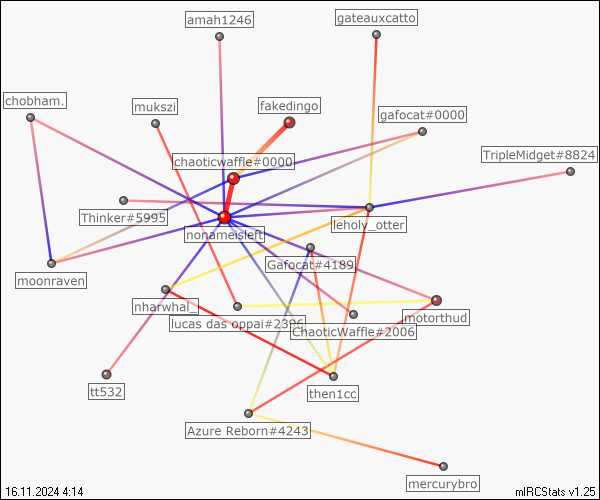 amah1246
gateauxcatto
chobham.
mukszi
fakedingo
gafocat#0000
TripleMidget#8824
chaoticwaffle#0000
Thinker#5995
leholy_otter
nonameisleft
Gafocat#4189
moonraven
nharwhal_
lucas das oppai#2396
motorthud
ChaoticWaffle#2006
tt532
then1cc
Azure Reborn#4243
mercurybro
16.11.2024 4:14
mIRCStats v1.25